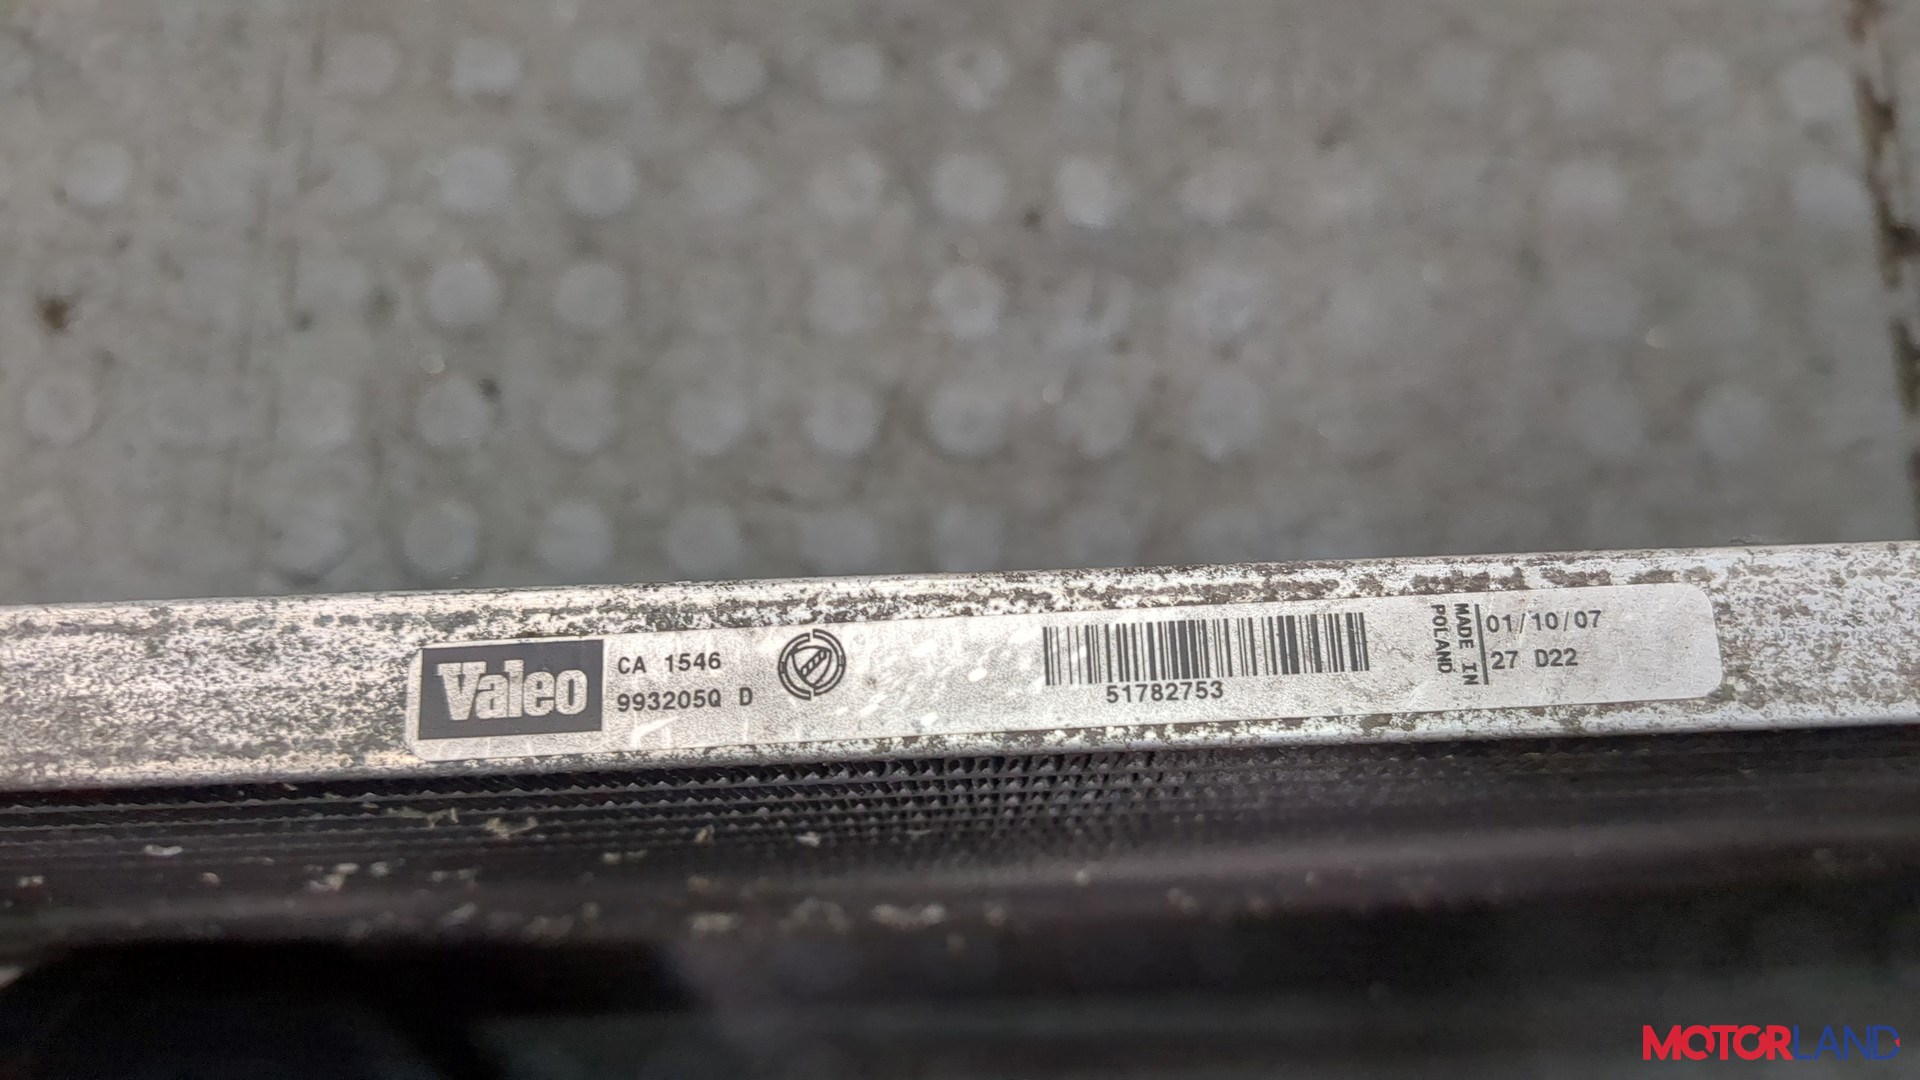 Valeo
CA 1546
993205Q D
51782753
MADE IN
POLAND
01/10/07
27 D22
MOTORLAND